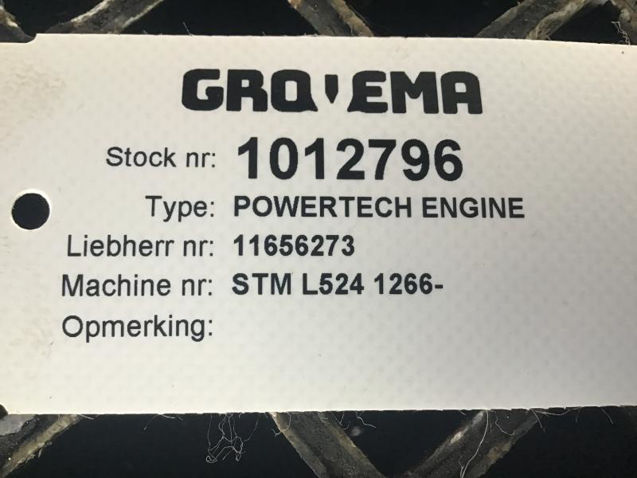 GROVEMA
Stock nr: 1012796
Type: POWERTECH ENGINE
Liebherr nr: 11656273
Machine nr: STM L524 1266-
Opmerking: